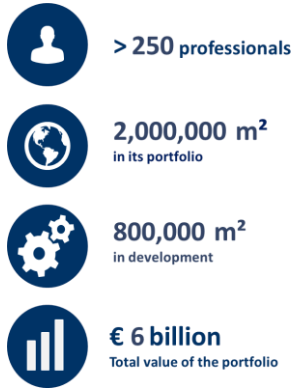 > 250 professionals
2,000,000 m²
in its portfolio
800,000 m²
in development
€ 6 billion
Total value of the portfolio